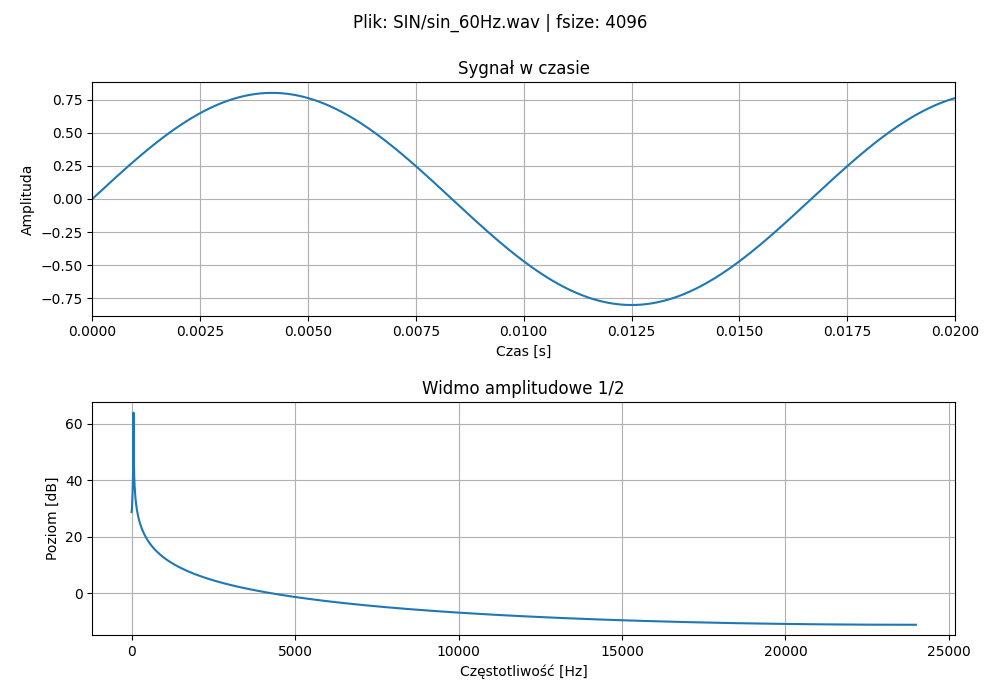 Plik: SIN/sin_60Hz.wav | fsize: 4096
Sygnał w czasie
Amplituda
0.75
0.50
0.25
0.00
−0.25
−0.50
−0.75
0.0000 0.0025 0.0050 0.0075 0.0100 0.0125 0.0150 0.0175 0.0200
Czas [s]
Widmo amplitudowe 1/2
Poziom [dB]
60
40
20
0
0 5000 10000 15000 20000 25000
Częstotliwość [Hz]